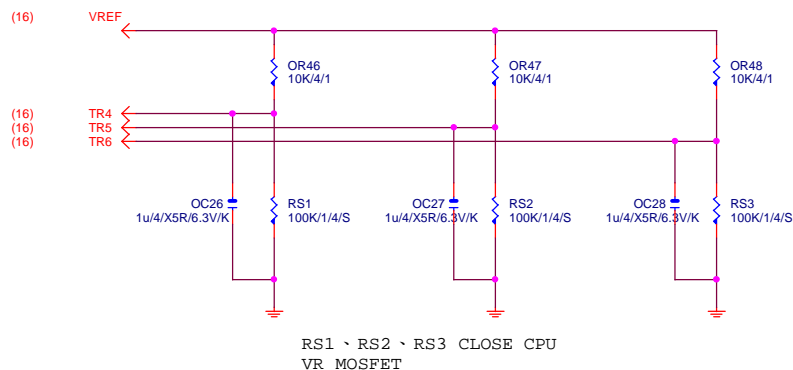 (16) VREF
OR46
10K/4/1
OR47
10K/4/1
OR48
10K/4/1
(16) TR4
(16) TR5
(16) TR6
OC26
1u/4/X5R/6.3V/K
RS1
100K/1/4/S
OC27
1u/4/X5R/6.3V/K
RS2
100K/1/4/S
OC28
1u/4/X5R/6.3V/K
RS3
100K/1/4/S
RS1、RS2、RS3 CLOSE CPU
VR MOSFET